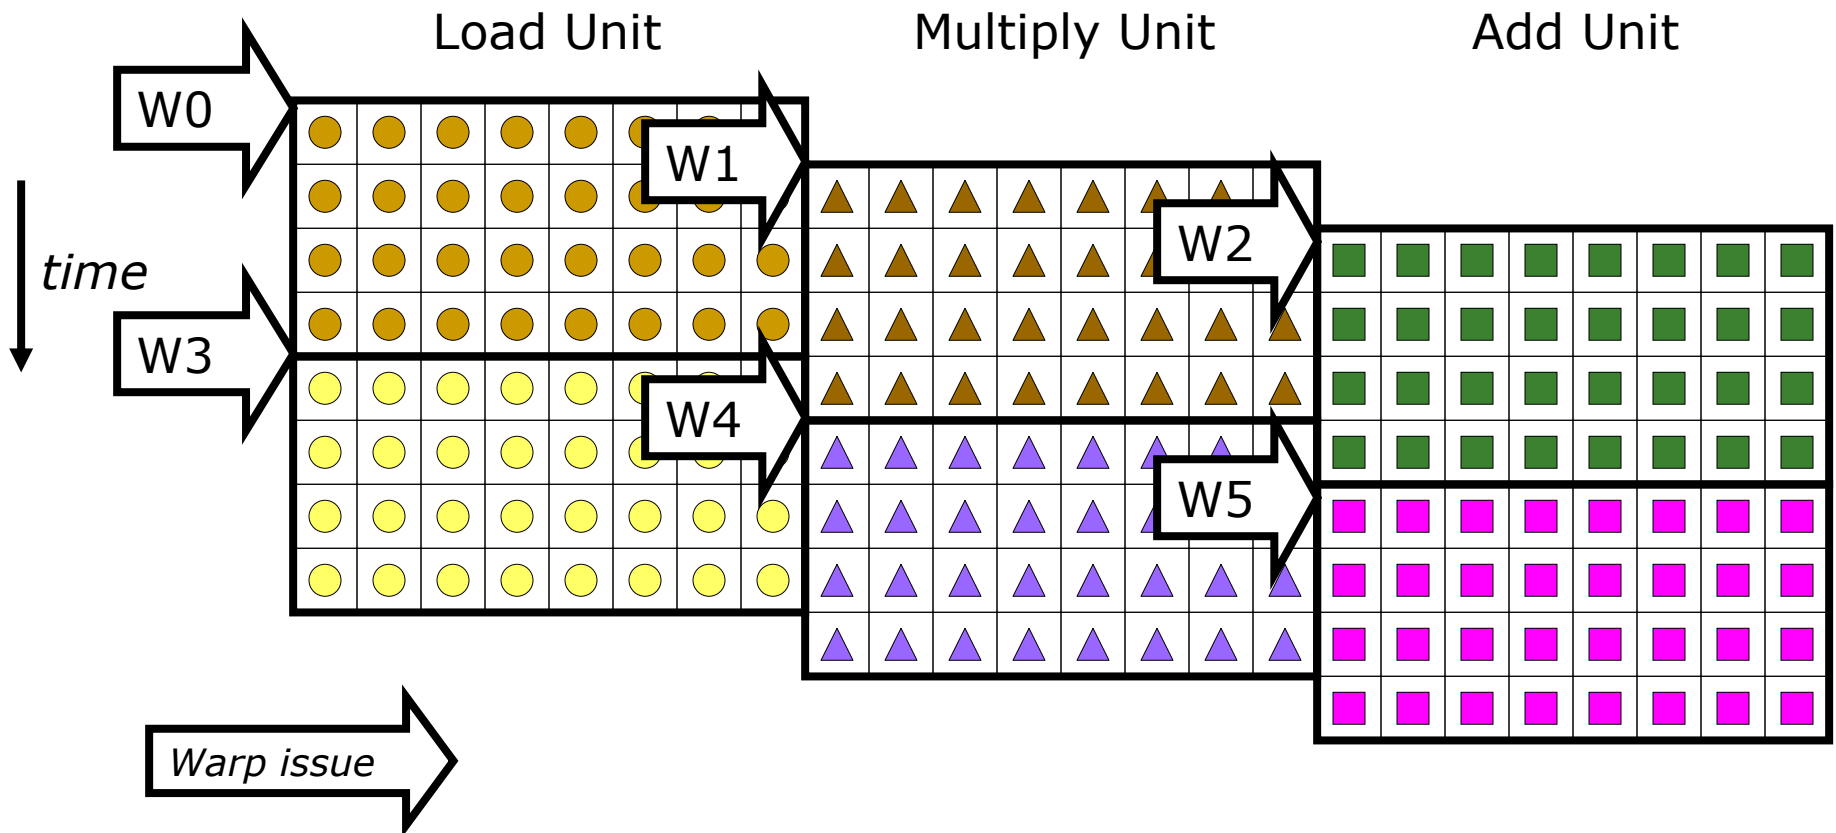 Load Unit
Multiply Unit
Add Unit
W0
W1
W2
time
W3
W4
W5
Warp issue